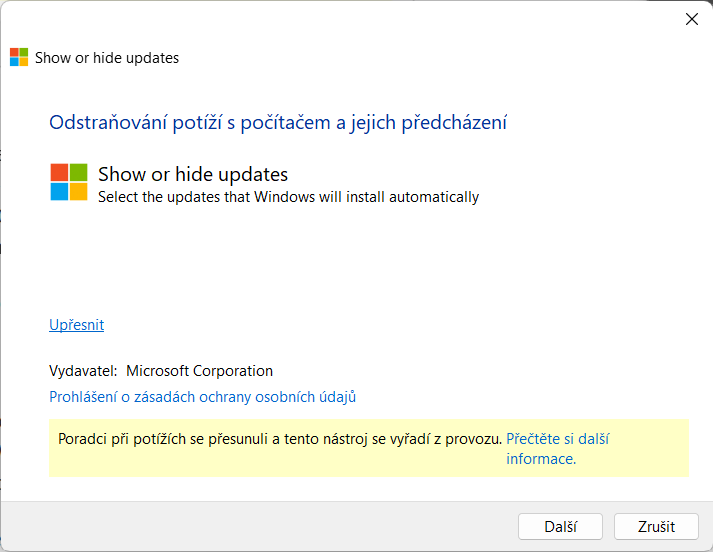 Show or hide updates
Odstraňování potíží s počítačem a jejich předcházení
Show or hide updates
Select the updates that Windows will install automatically
Upřesnit
Vydavatel: Microsoft Corporation
Prohlášení o zásadách ochrany osobních údajů
Poradci při potížích se přesunuli a tento nástroj se vyřadí z provozu. Přečtěte si další
informace.
Další
Zrušit